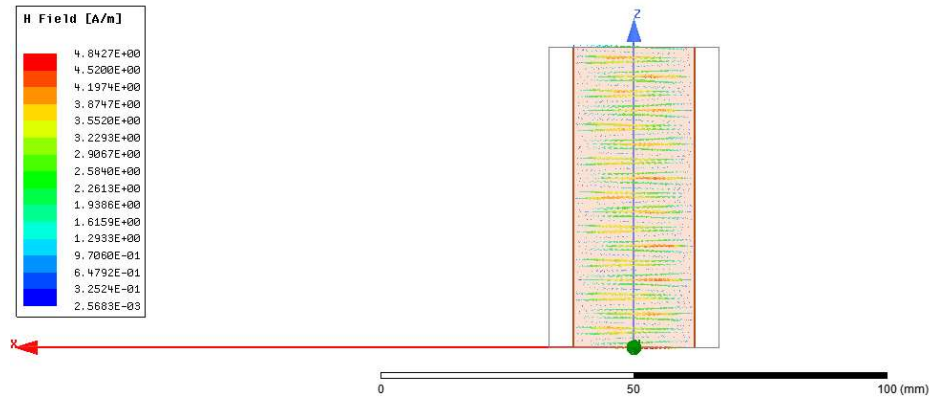 H Field [A/m]
4.8427E+00
4.5200E+00
4.1974E+00
3.8747E+00
3.5520E+00
3.2293E+00
2.9067E+00
2.5840E+00
2.2613E+00
1.9386E+00
1.6159E+00
1.2933E+00
9.7060E-01
6.4792E-01
3.2524E-01
2.5683E-03
Z
X
0 50 100 (mm)